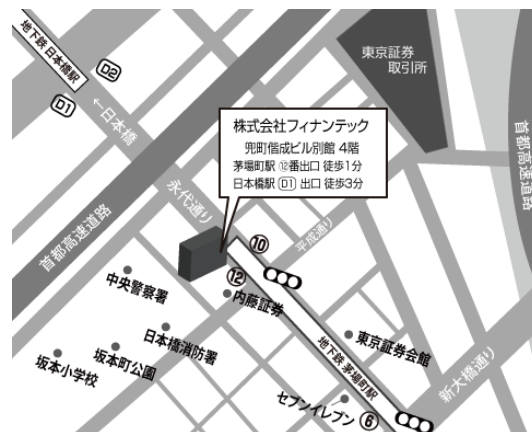 地下鉄 日本橋駅
D2
D1
←日本橋
東京証券
取引所
株式会社フィナンテック
兜町偕成ビル別館 4階
茅場町駅 ⑫番出口 徒歩1分
日本橋駅 D1 出口 徒歩3分
首都高速道路
永代通り
平成通り
首都高速道路
⑩
⑫
中央警察署
内藤証券
日本橋消防署
坂本町公園
坂本小学校
地下鉄 茅場町駅
東京証券会館
新大橋通り
セブンイレブン
⑥